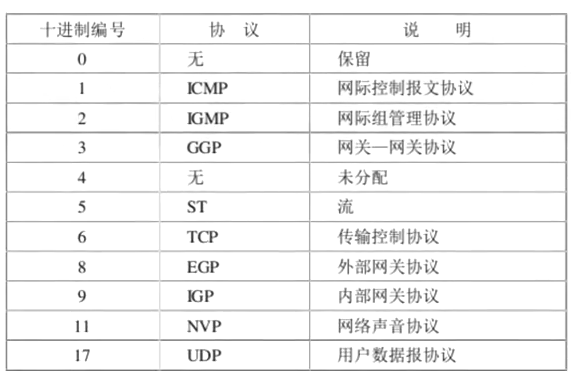 十进制编号 协 议 说 明
0 无 保留
1 ICMP 网际控制报文协议
2 IGMP 网际组管理协议
3 GGP 网关—网关协议
4 无 未分配
5 ST 流
6 TCP 传输控制协议
8 EGP 外部网关协议
9 IGP 内部网关协议
11 NVP 网络声音协议
17 UDP 用户数据报协议